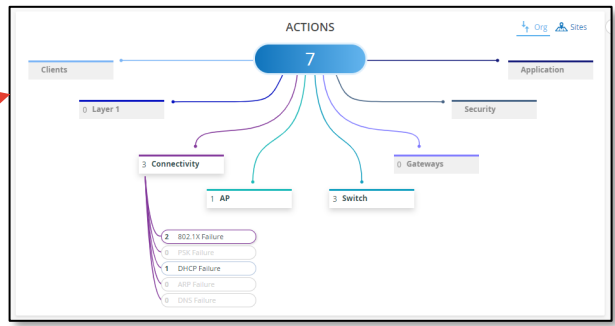 ACTIONS
Org Sites
7
Clients
Application
0 Layer 1
Security
3 Connectivity
0 Gateways
1 AP
3 Switch
2 802.1X Failure
0 PSK Failure
1 DHCP Failure
0 ARP Failure
0 DNS Failure